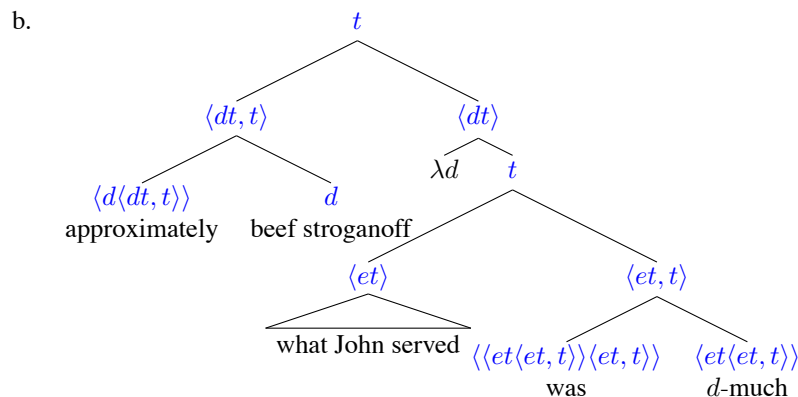 b.
t
⟨dt, t⟩ ⟨dt⟩
⟨d⟨dt, t⟩⟩ d λd t
approximately beef stroganoff
⟨et⟩ ⟨et, t⟩
what John served ⟨⟨et⟨et, t⟩⟩⟨et, t⟩⟩ ⟨et⟨et, t⟩⟩
was d-much